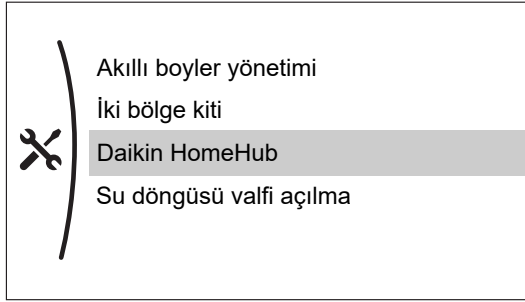 Akıllı boyler yönetimi
İki bölge kiti
Daikin HomeHub
Su döngüsü valfi açılma